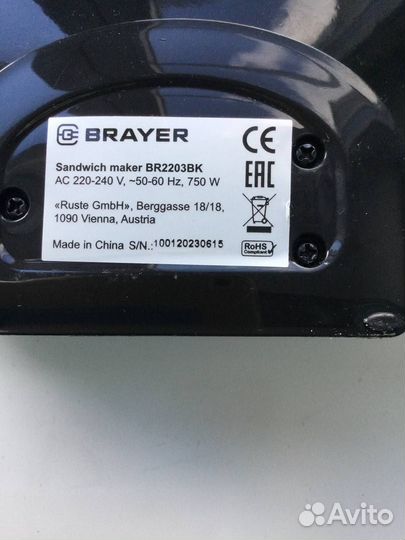 BRAYER
Sandwich maker BR2203BK
AC 220-240 V, ~50-60 Hz, 750 W
«Ruste GmbH», Berggasse 18/18,
1090 Vienna, Austria
Made in China S/N.: 100120230615
CE
EAC
RoHS
Compliant
Avito